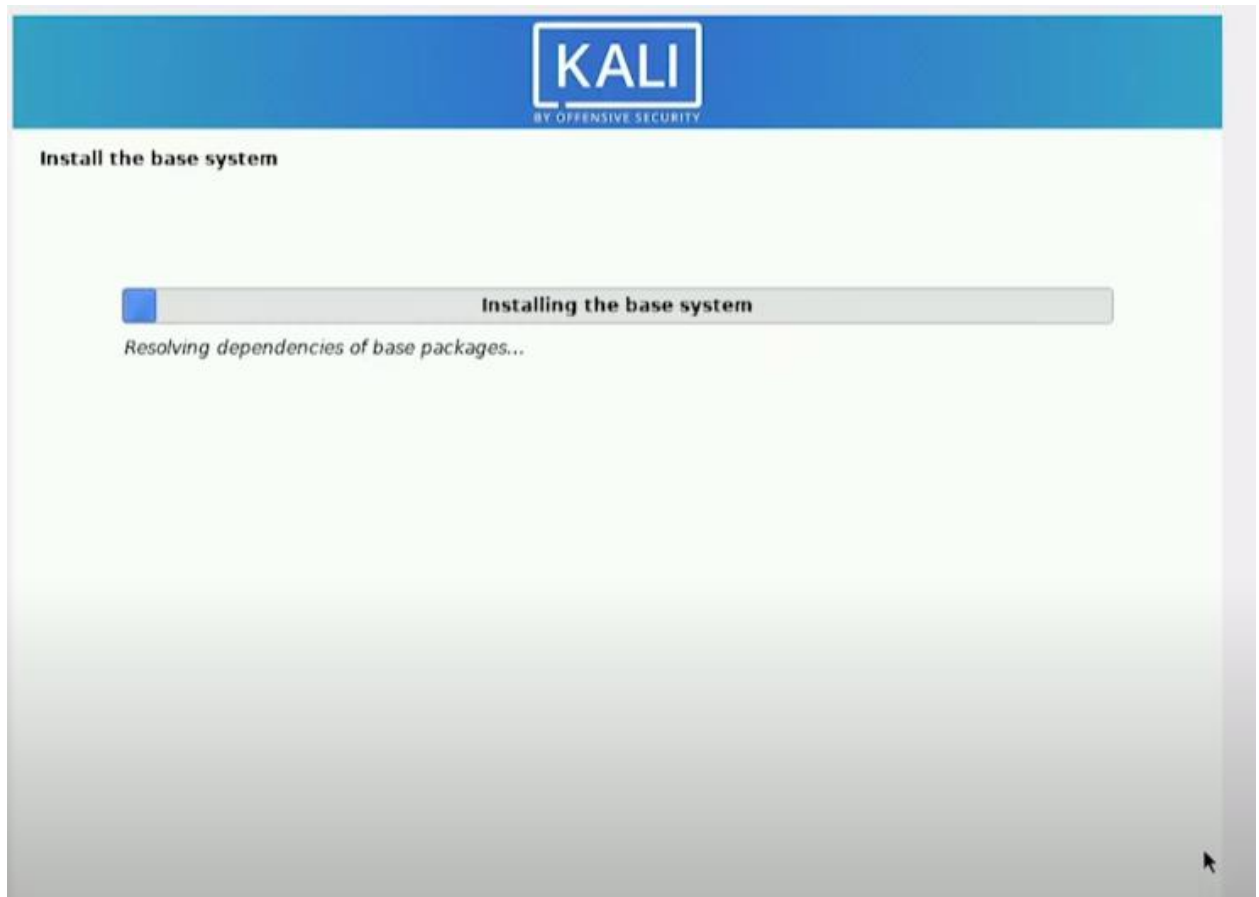 KALI
BY OFFENSIVE SECURITY
Install the base system
Installing the base system
Resolving dependencies of base packages...